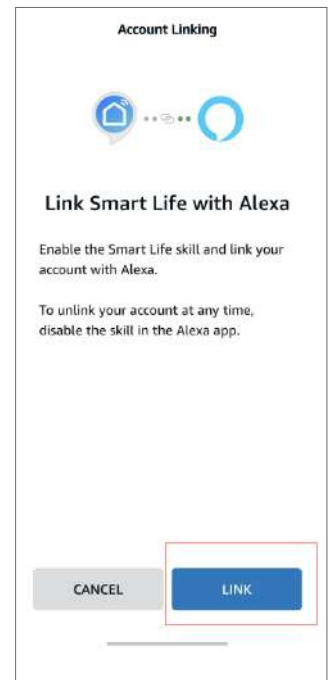 Account Linking
Link Smart Life with Alexa
Enable the Smart Life skill and link your
account with Alexa.
To unlink your account at any time,
disable the skill in the Alexa app.
CANCEL
LINK